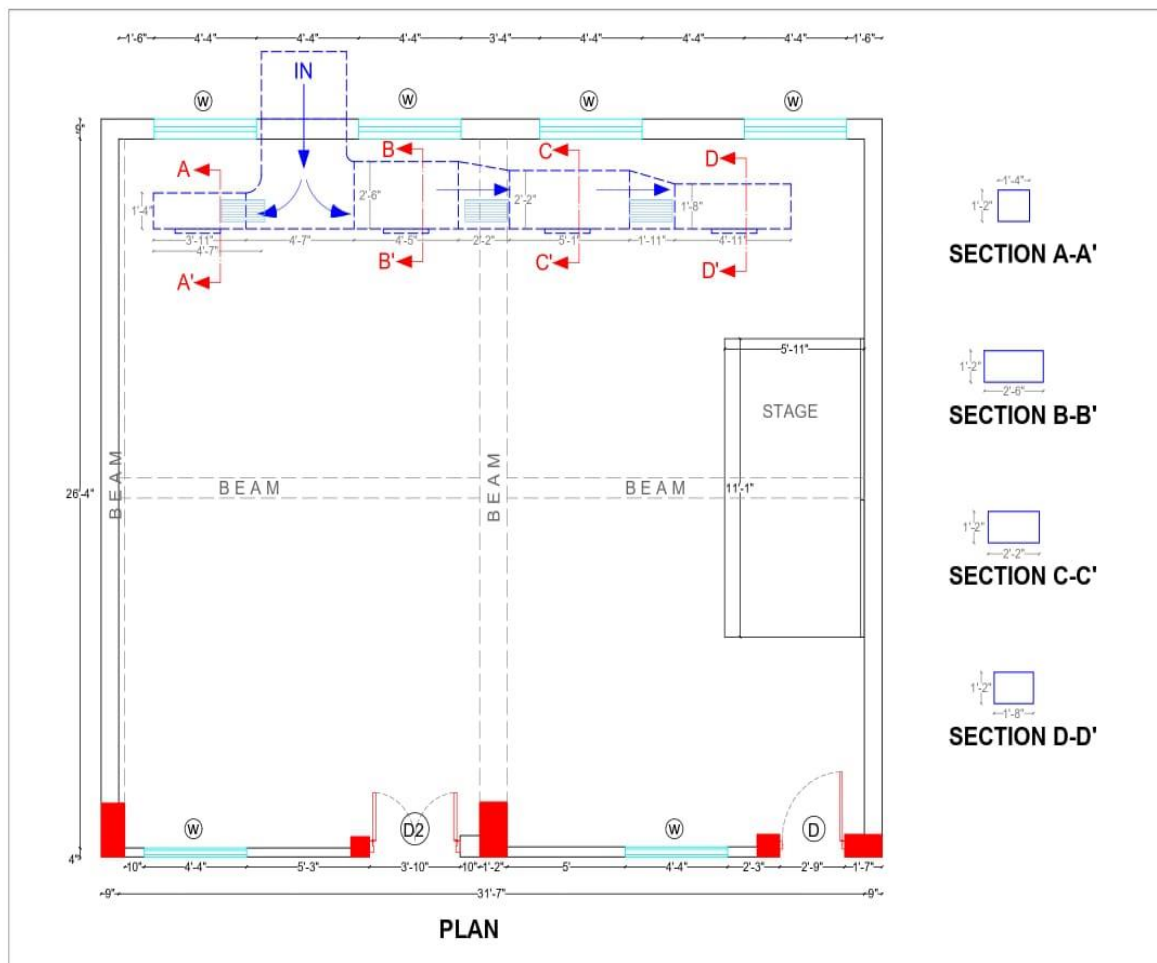 1'-6" 4'-4" 4'-4" 4'-4" 3'-4" 4'-4" 4'-4" 4'-4" 1'-6"
IN
W W W W
9"
A B C D
2'-6" 2'-2" 1'-8"
1'-4"
3'-11" 4'-7" 4'-5" 2'-2" 5'-1" 1'-11" 4'-11"
4'-7"
A' B' C' D'
5'-11"
STAGE
BEAM
BEAM
26'-4"
BEAM BEAM 11'-1"
W D2 W D
4"
10" 4'-4" 5'-3" 3'-10" 10" 1'-2" 5' 4'-4" 2'-3" 2'-9" 1'-7"
9" 31'-7" 9"
PLAN
1'-4"
1'-2"
SECTION A-A'
1'-2"
2'-6"
SECTION B-B'
1'-2"
2'-2"
SECTION C-C'
1'-2"
1'-8"
SECTION D-D'